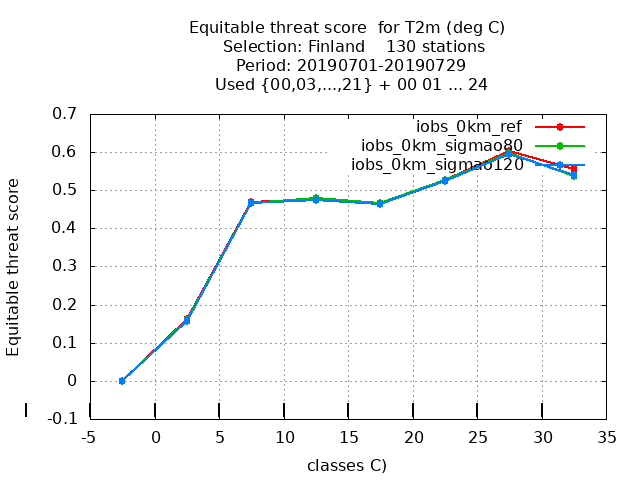 Equitable threat score  for T2m (deg C)
Selection: Finland    130 stations
Period: 20190701-20190729
Used {00,03,...,21} + 00 01 ... 24
0.7
0.6
0.5
0.4
0.3
0.2
0.1
0
-0.1
Equitable threat score
iobs_0km_ref
iobs_0km_sigmao80
iobs_0km_sigmao120
-5
0
5
10
15
20
25
30
35
classes C)